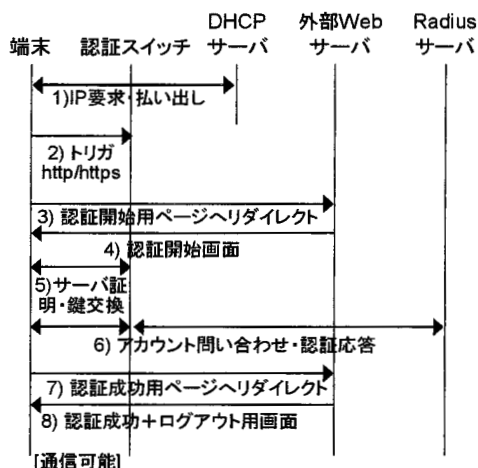 DHCP 外部Web Radius
端末 認証スイッチ サーバ サーバ サーバ
1)IP要求・払い出し
2) トリガ
http/https
3) 認証開始用ページへリダイレクト
4) 認証開始画面
5)サーバ証
明・鍵交換
6) アカウント問い合わせ・認証応答
7) 認証成功用ページへリダイレクト
8) 認証成功+ログアウト用画面
[通信可能]